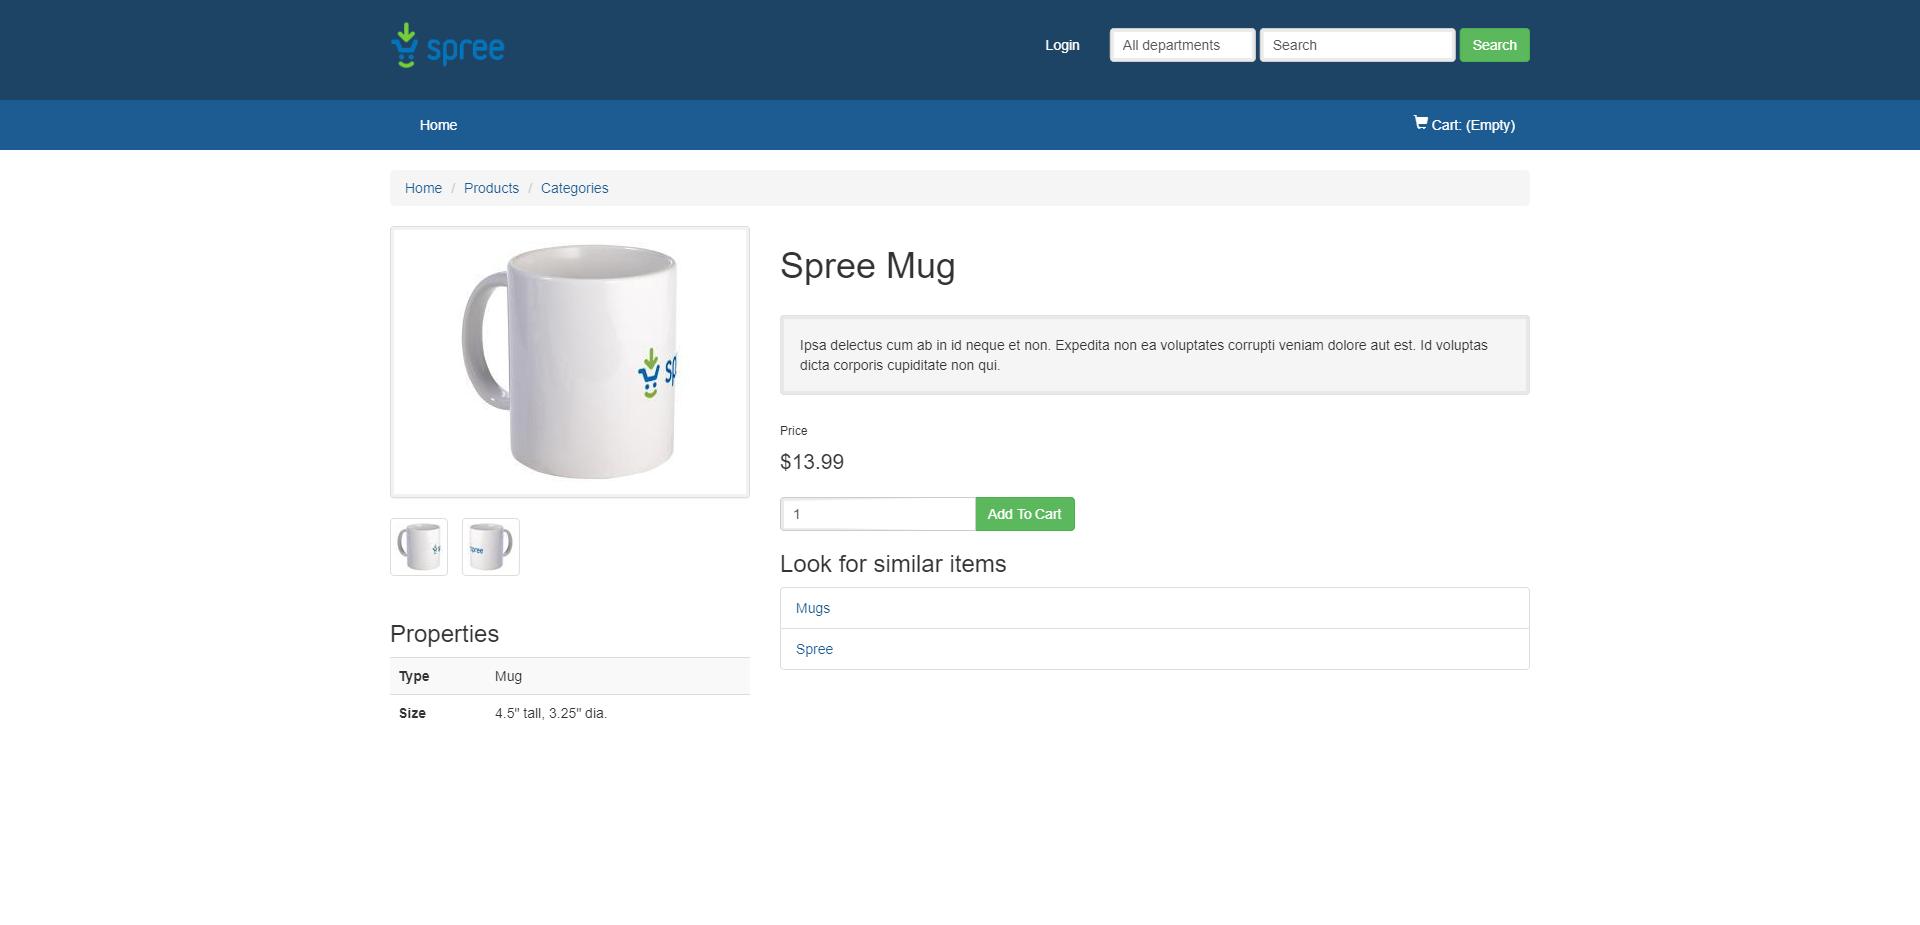 spree
Login
All departments
Search
Search
Home
Cart: (Empty)
Home / Products / Categories
Spree Mug
Ipsa delectus cum ab in id neque et non. Expedita non ea voluptates corrupti veniam dolore aut est. Id voluptas
dicta corporis cupiditate non qui.
Price
$13.99
1
Add To Cart
Look for similar items
Mugs
Spree
sp
spree
Properties
Type Mug
Size 4.5" tall, 3.25" dia.